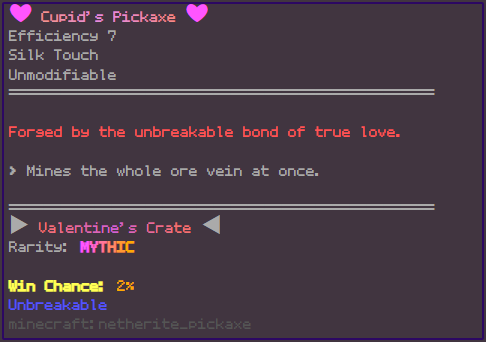 ♥ Cupid's Pickaxe ♥
Efficiency 7
Silk Touch
Unmodifiable
Forged by the unbreakable bond of true love.
> Mines the whole ore vein at once.
▶ Valentine's Crate ◀
Rarity: MYTHIC
Win Chance: 2%
Unbreakable
minecraft:netherite_pickaxe